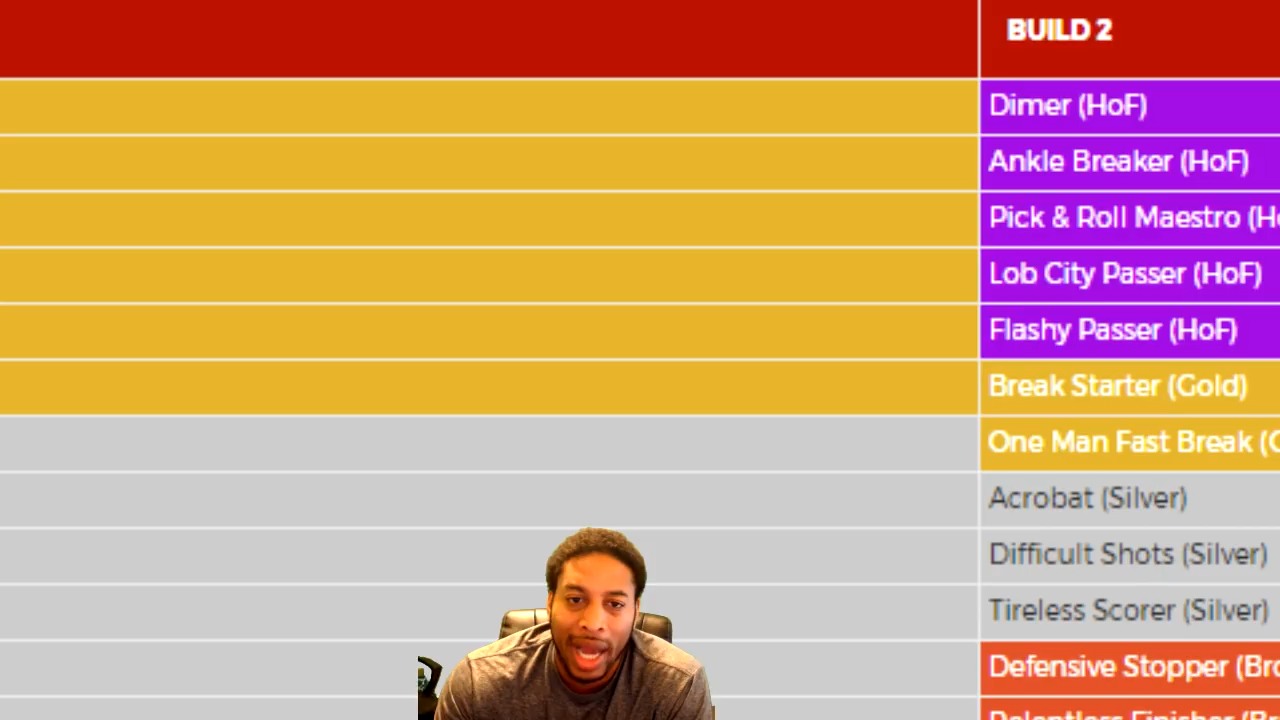 BUILD 2
Dimer (HoF)
Ankle Breaker (HoF)
Pick & Roll Maestro
Lob City Passer (HoF)
Flashy Passer (HoF)
Break Starter (Gold)
One Man Fast Break
Acrobat (Silver)
Difficult Shots (Silver)
Tireless Scorer (Silver)
Defensive Stopper